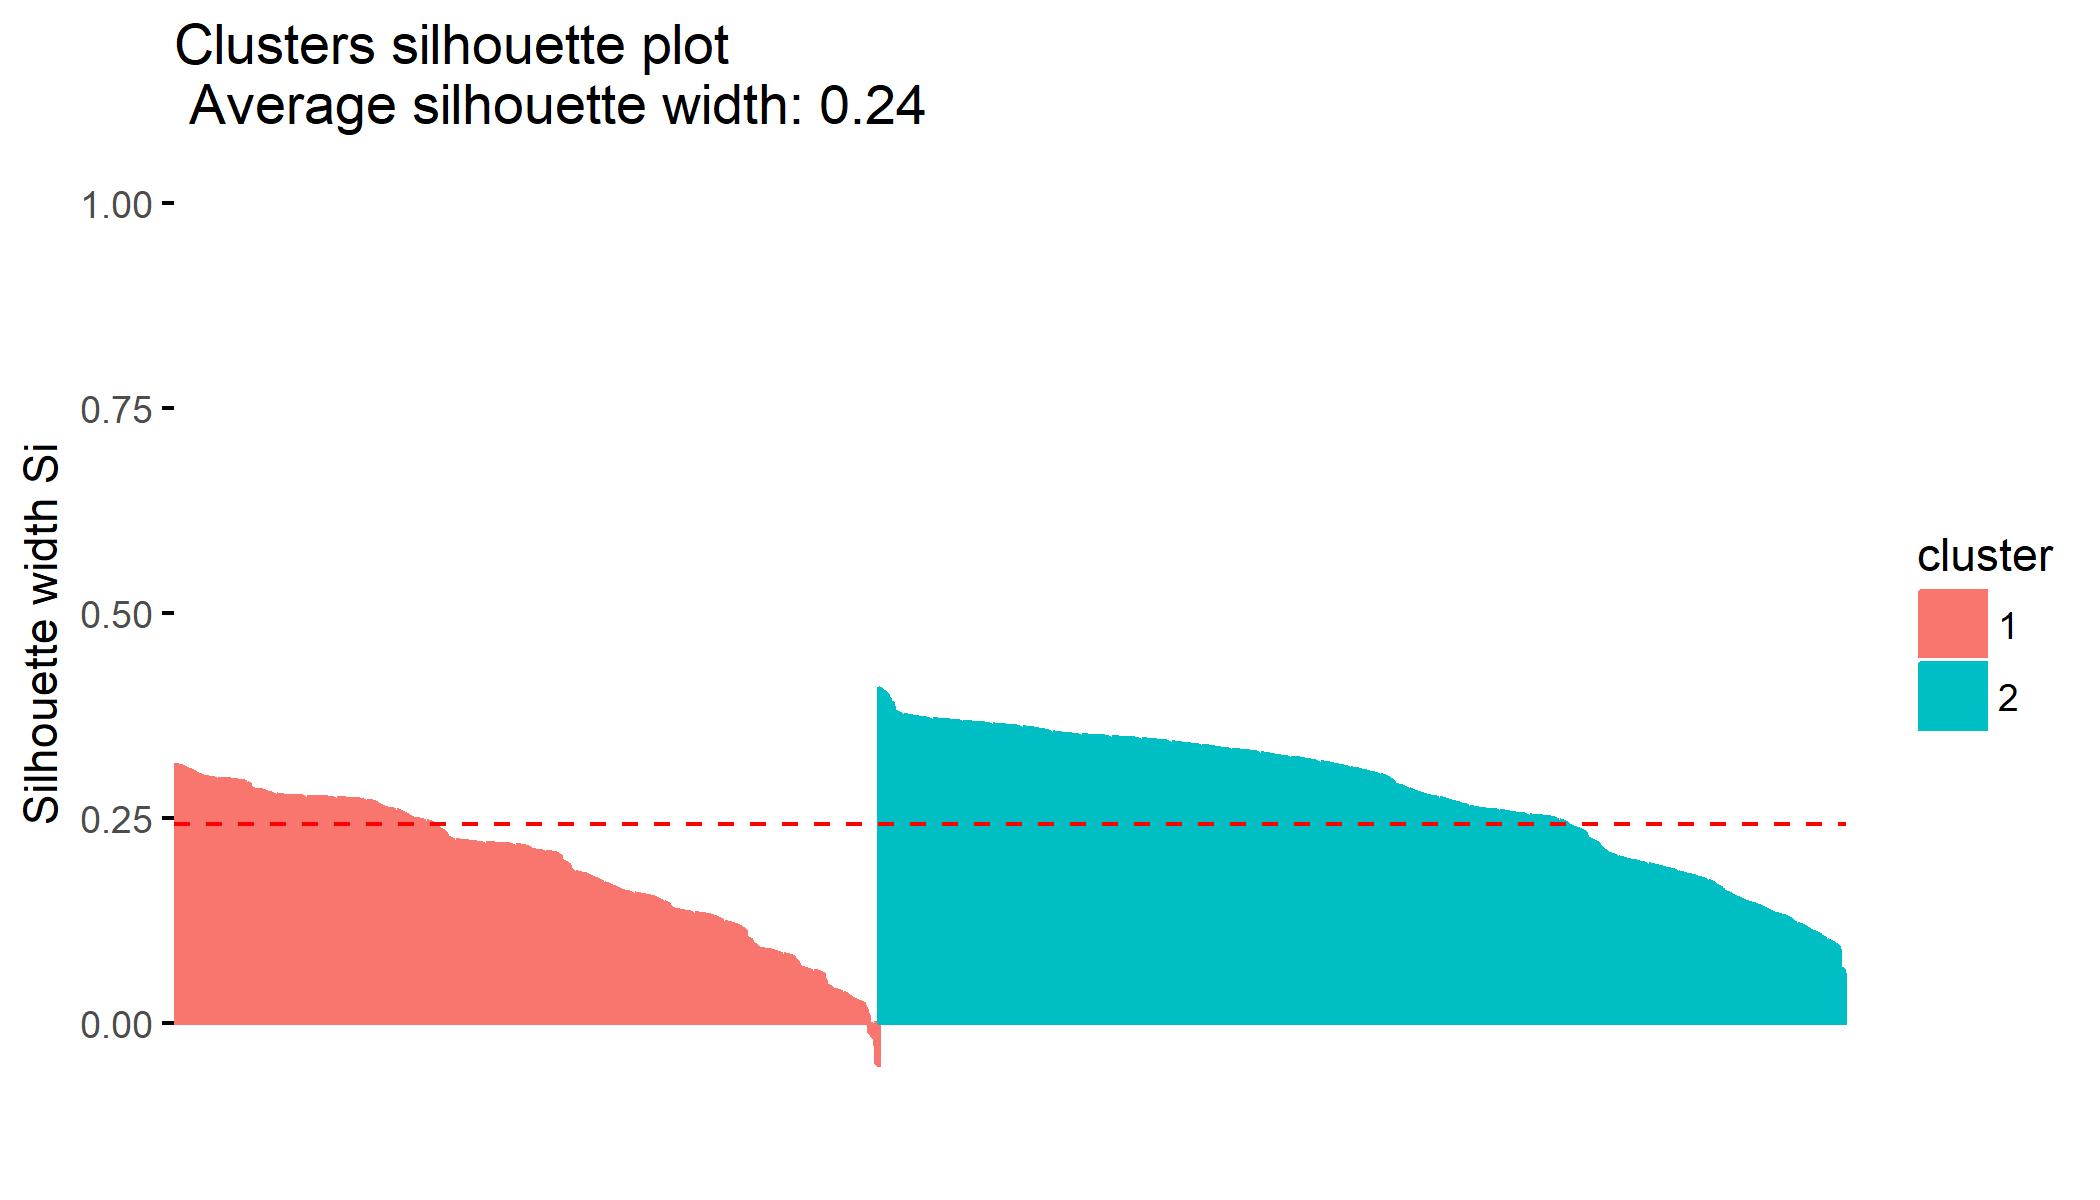 Clusters silhouette plot
Average silhouette width: 0.24
1.00
0.75
0.50
0.25
0.00
Silhouette width Si
cluster
1
2